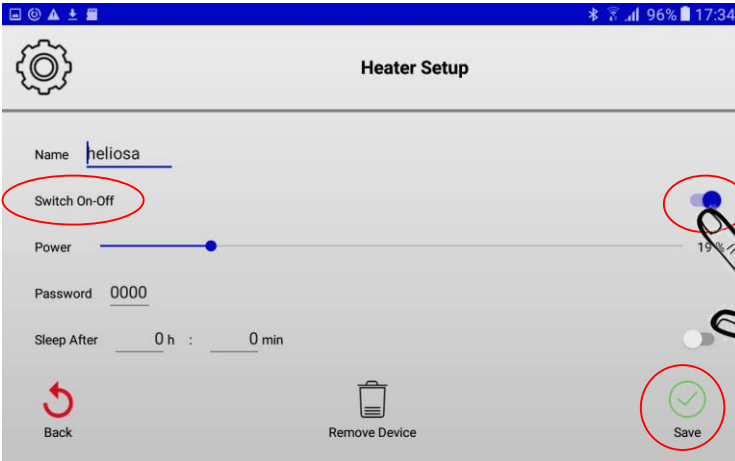 96% 17:34
Heater Setup
Name heliosa
Switch On-Off
Power 19 %
Password 0000
Sleep After 0 h : 0 min
Back Remove Device Save